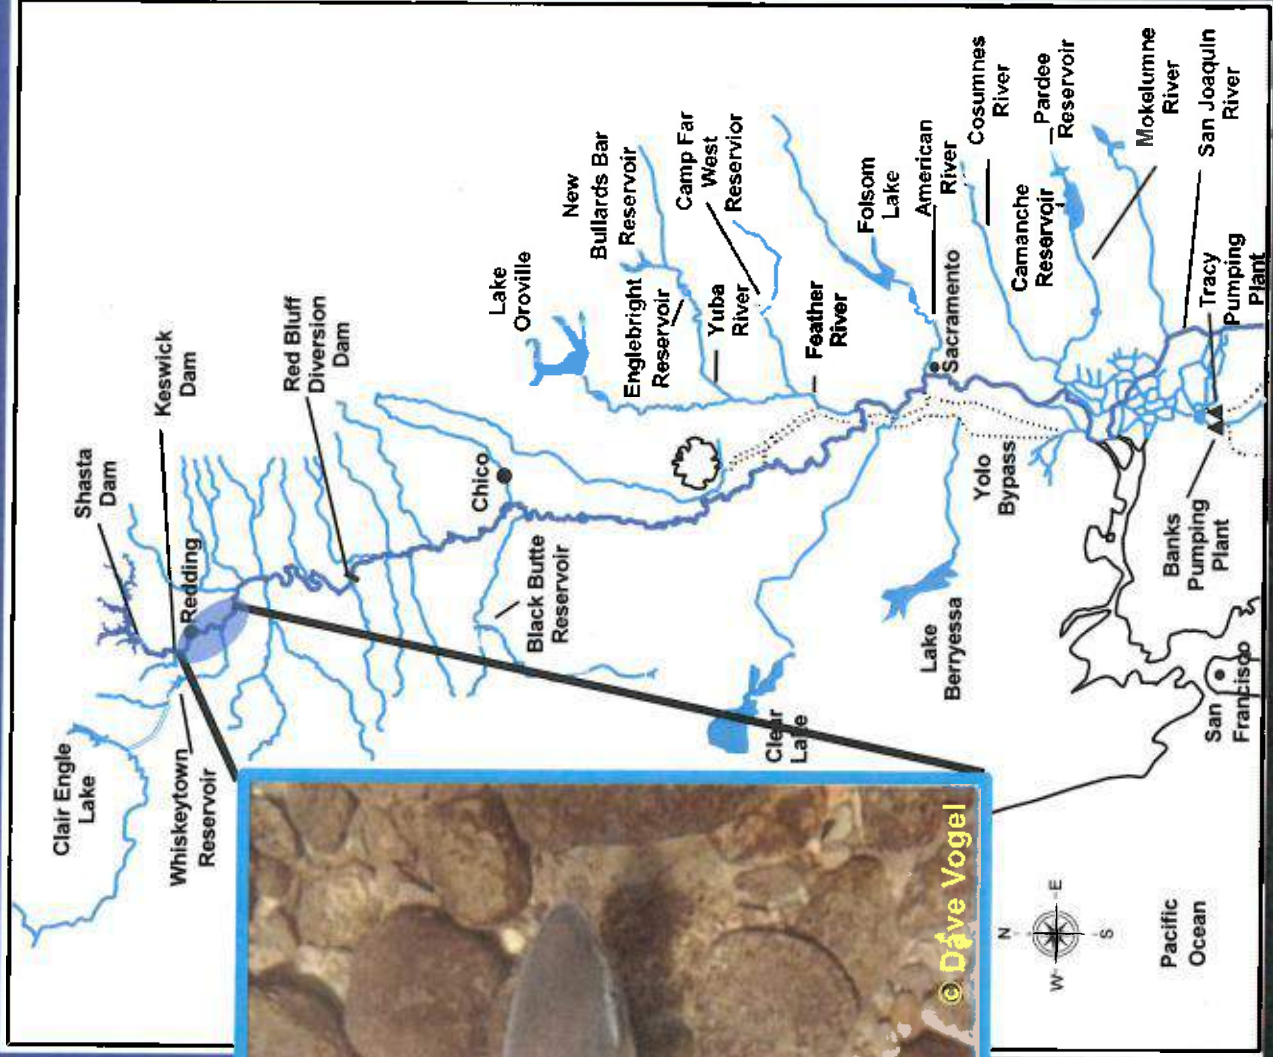 Shasta
Dam
Keswick
Dam
Redding
Red Bluff
Diversion
Dam
Clair Engle
Lake
Whiskeytown
Reservoir
Chico
Black Butte
Reservoir
Lake
Oroville
New
Bullards Bar
Reservoir
Englebright
Reservoir
Yuba
River
Camp Far
West
Reservior
Feather
River
Folsom
Lake
American
River
Sacramento
Cosumnes
River
Pardee
Reservoir
Camanche
Reservoir
Mokelumne
River
San Joaquin
River
Tracy
Pumping
Plant
Clear
Lake
Lake
Berryessa
Yolo
Bypass
Banks
Pumping
Plant
San
Francisco
Pacific
Ocean
N
W
E
S
© Dave Vogel